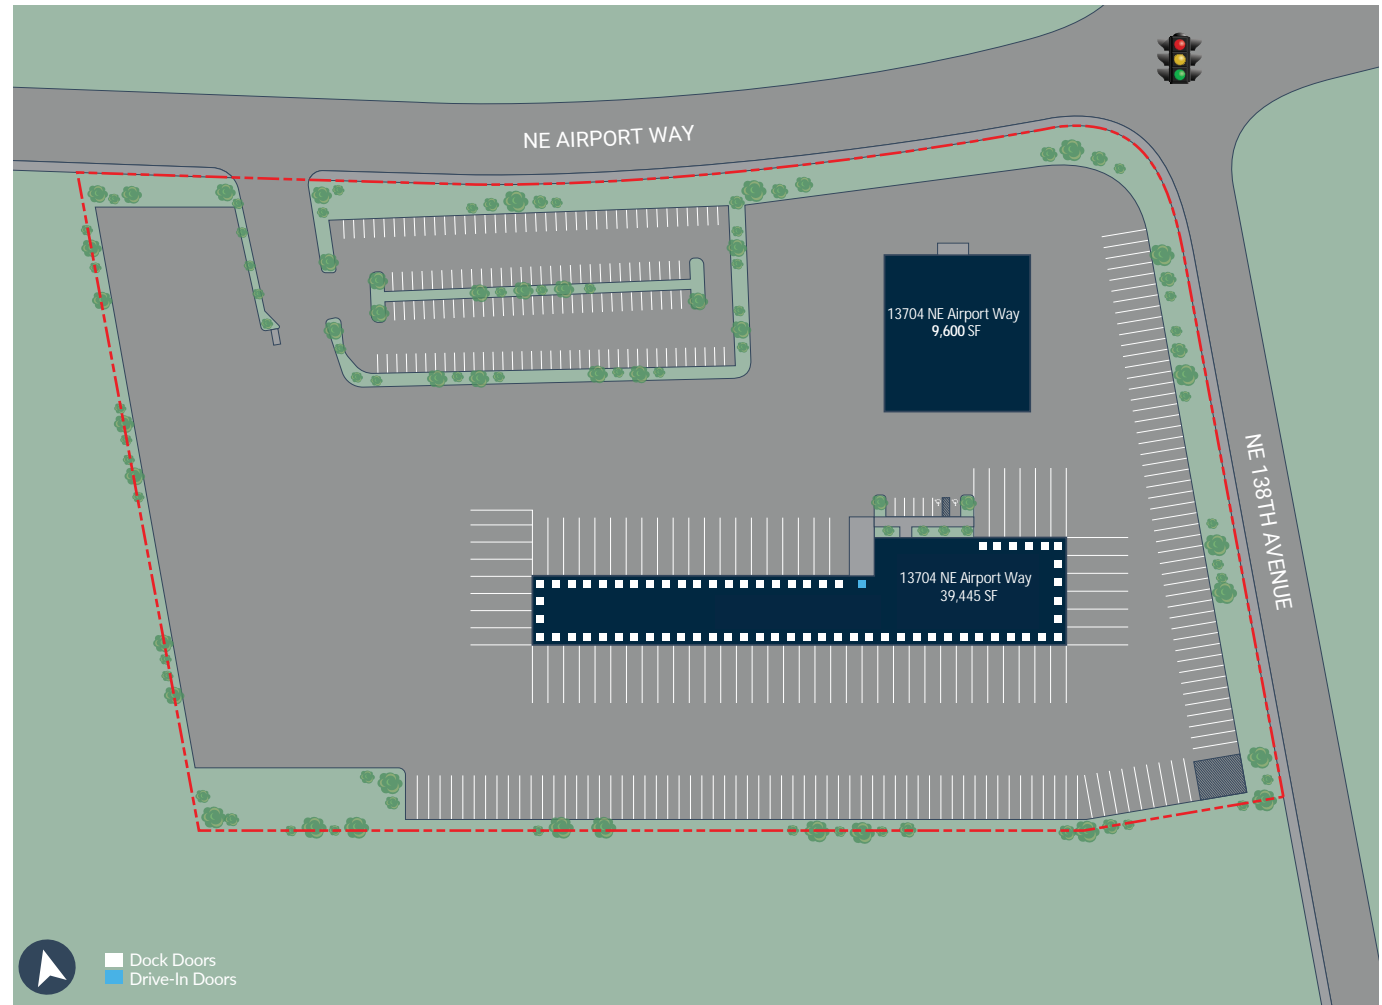 NE AIRPORT WAY
13704 NE Airport Way
9,600 SF
NE 138TH AVENUE
13704 NE Airport Way
39,445 SF
Dock Doors
Drive-In Doors